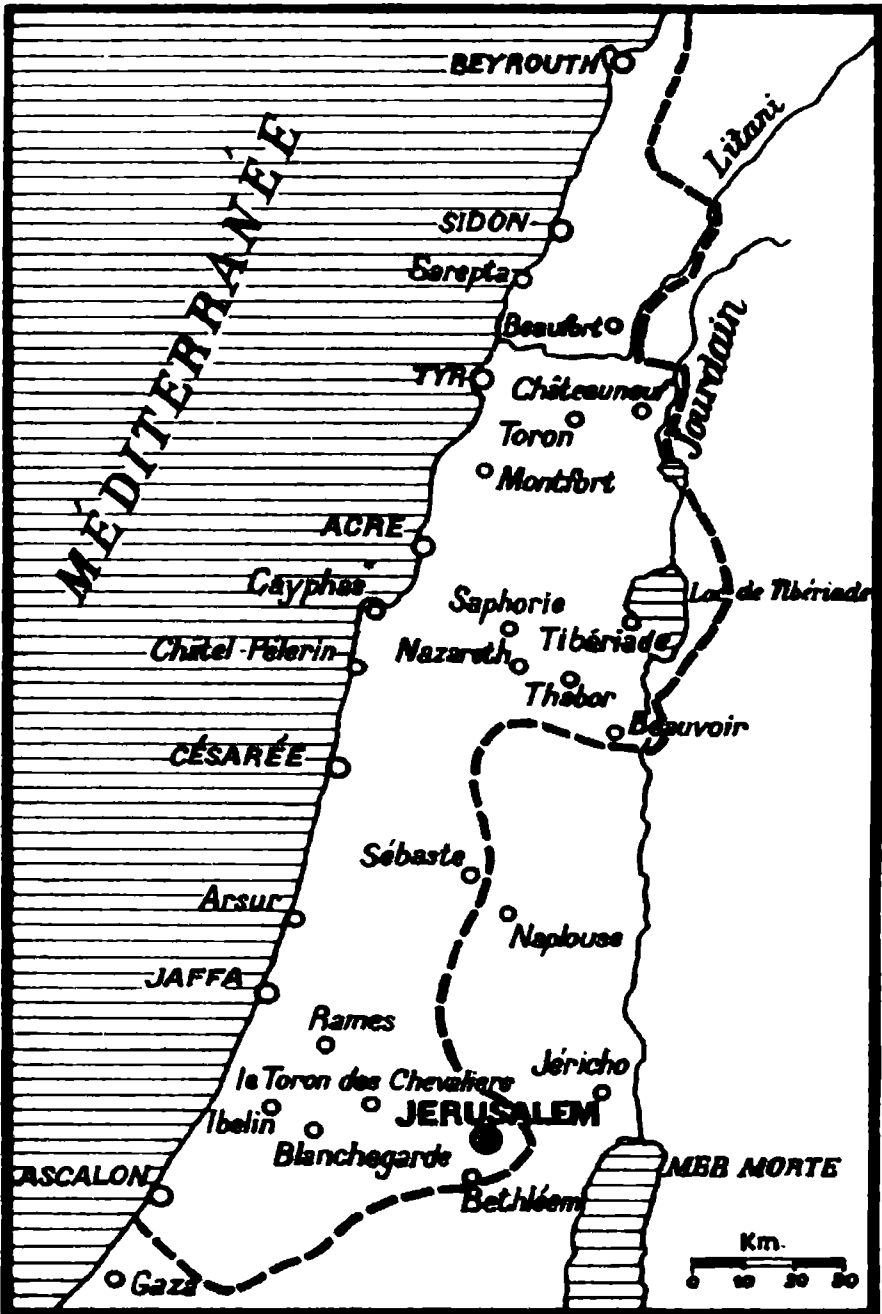 BEYROUTH
Litani
MÉDITERRANÉE
SIDON
Sarepta
Beaufort
Jourdain
TYR
Châteauneuf
Toron
Montfort
ACRE
Cayphas
Saphorie
Lac de Tibériade
Tibériade
Châtel-Pèlerin
Nazareth
Thabor
Beauvoir
CÉSARÉE
Sébaste
Arsur
Naplouse
JAFFA
Rames
Jéricho
le Toron des Chevaliers
JERUSALEM
Ibelin
Blanchegarde
MER MORTE
ASCALON
Bethléem
Km.
0 10 20 30
Gaza